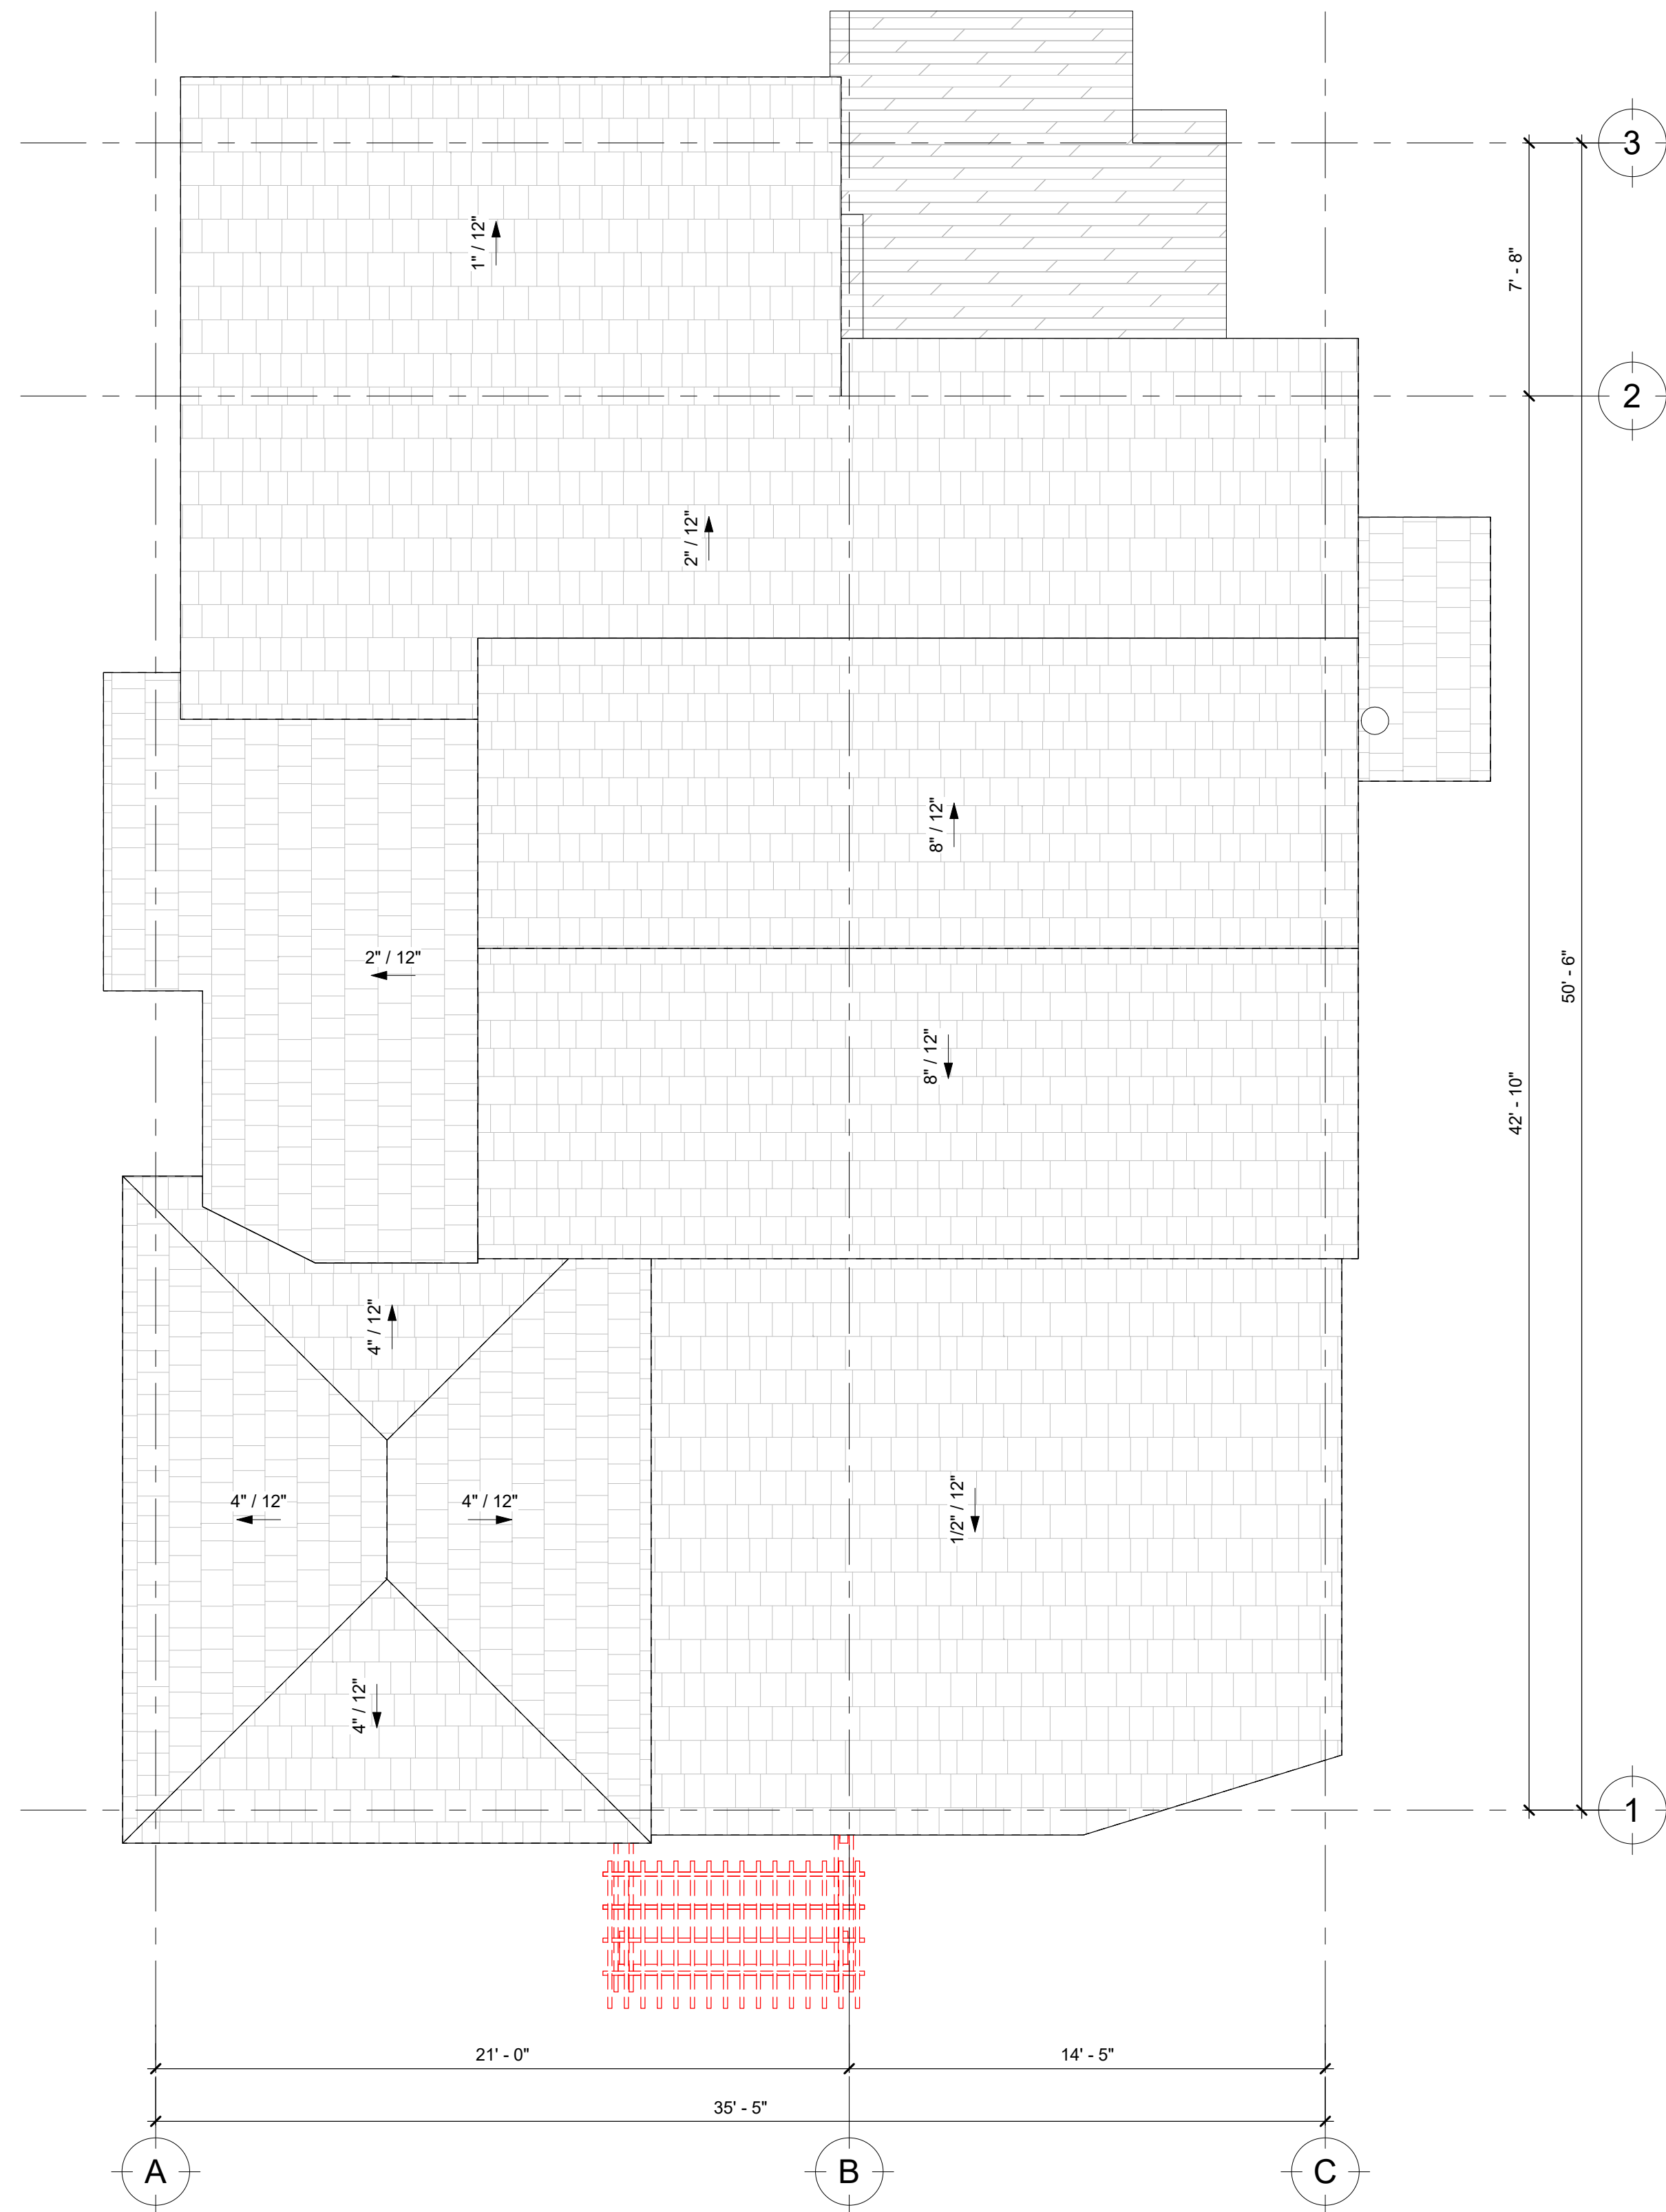 3
1" / 12"
7' - 8"
2
2" / 12"
8" / 12"
2" / 12"
50' - 6"
8" / 12"
42' - 10"
4" / 12"
4" / 12"
4" / 12"
1/2" / 12"
4" / 12"
1
21' - 0"
14' - 5"
35' - 5"
A
B
C